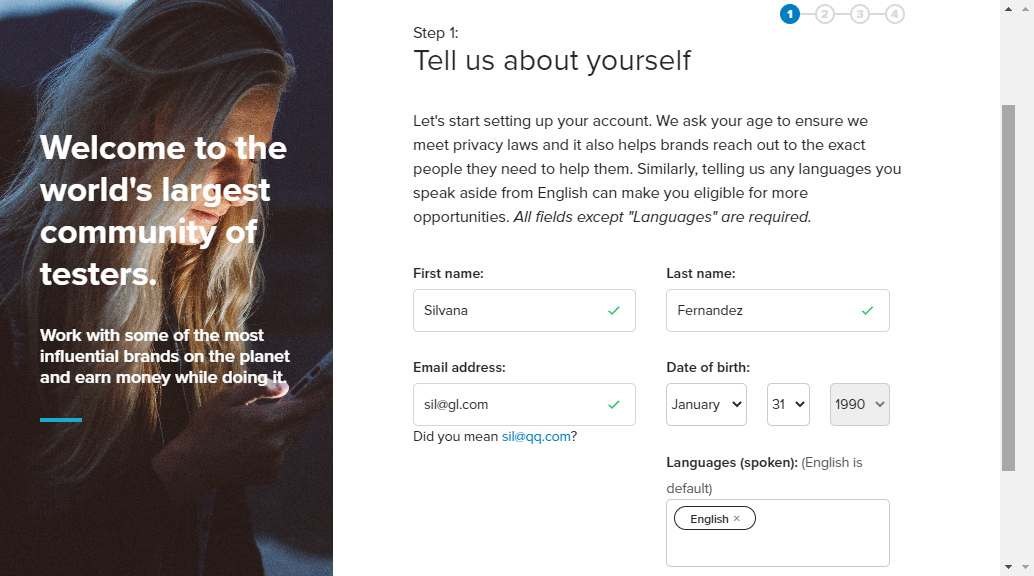 Welcome to the
world's largest
community of
testers.
Work with some of the most
influential brands on the planet
and earn money while doing it.
1 2 3 4
Step 1:
Tell us about yourself
Let's start setting up your account. We ask your age to ensure we
meet privacy laws and it also helps brands reach out to the exact
people they need to help them. Similarly, telling us any languages you
speak aside from English can make you eligible for more
opportunities. All fields except "Languages" are required.
First name: Last name:
Silvana Fernandez
Email address: Date of birth:
sil@gl.com January 31 1990
Did you mean sil@qq.com?
Languages (spoken): (English is
default)
English ×